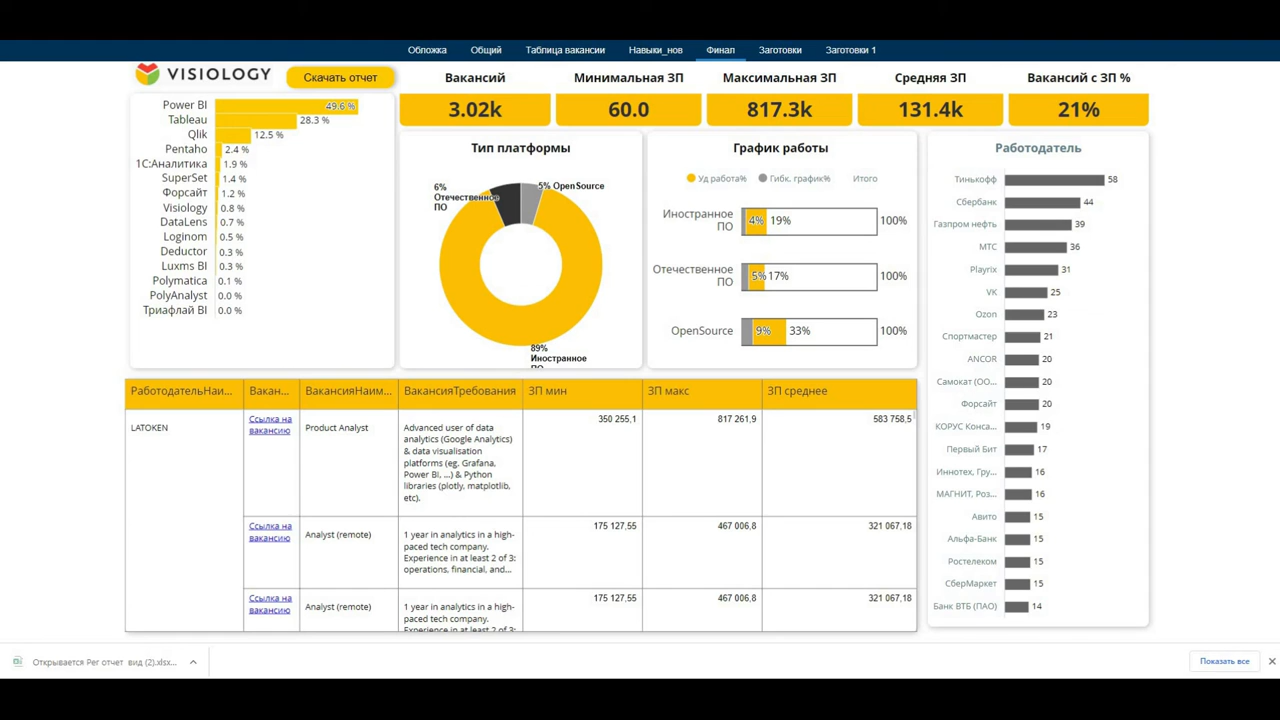 Обложка Общий Таблица вакансии Навыки_нов Финал Заготовки Заготовки 1
VISIOLOGY
Скачать отчет
Вакансий
3.02k
Минимальная ЗП
60.0
Максимальная ЗП
817.3k
Средняя ЗП
131.4k
Вакансий с ЗП %
21%
Power BI 49.6 %
Tableau 28.3 %
Qlik 12.5 %
Pentaho 2.4 %
1С:Аналитика 1.9 %
SuperSet 1.4 %
Форсайт 1.2 %
Visiology 0.8 %
DataLens 0.7 %
Loginom 0.5 %
Deductor 0.3 %
Luxms BI 0.3 %
Polymatica 0.1 %
PolyAnalyst 0.0 %
Триафлай BI 0.0 %
Тип платформы
6%
Отечественное
ПО
5% OpenSource
89%
Иностранное
График работы
Уд работа% Гибк. график% Итого
Иностранное
ПО
4% 19% 100%
Отечественное
ПО
5% 17% 100%
OpenSource 9% 33% 100%
Работодатель
Тинькофф 58
Сбербанк 44
Газпром нефть 39
МТС 36
Playrix 31
VK 25
Ozon 23
Спортмастер 21
ANCOR 20
Самокат (ОО... 20
Форсайт 20
КОРУС Конса... 19
Первый Бит 17
Иннотех, Гру... 16
МАГНИТ, Роз... 16
Авито 15
Альфа-Банк 15
Ростелеком 15
СберМаркет 15
Банк ВТБ (ПАО) 14
РаботодательНаи... Вакан... ВакансияНаим... ВакансияТребования ЗП мин ЗП макс ЗП среднее
LATOKEN
Ссылка на
вакансию
Product Analyst
Advanced user of data
analytics (Google Analytics)
& data visualisation
platforms (eg. Grafana,
Power BI, ...) & Python
libraries (plotly, matplotlib,
etc).
350 255,1 817 261,9 583 758,5
Ссылка на
вакансию
Analyst (remote)
1 year in analytics in a high-
paced tech company.
Experience in at least 2 of 3:
operations, financial, and...
175 127,55 467 006,8 321 067,18
Ссылка на
вакансию
Analyst (remote)
1 year in analytics in a high-
paced tech company.
Experience in at least 2 of 3:
175 127,55 467 006,8 321 067,18
Открывается Рег отчет вид (2).xlsx...
Показать все